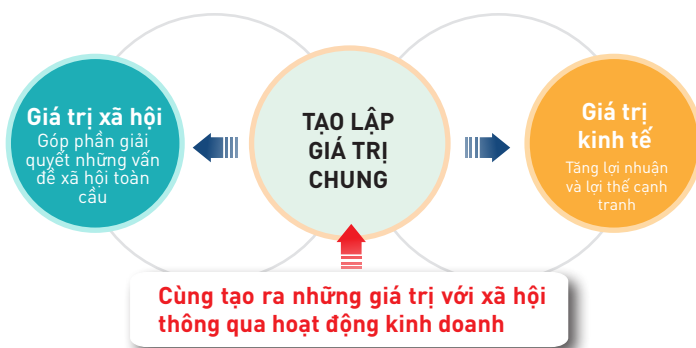 Giá trị xã hội
Góp phần giải
quyết những vấn
đề xã hội toàn
cầu
TẠO LẬP
GIÁ TRỊ
CHUNG
Giá trị
kinh tế
Tăng lợi nhuận
và lợi thế cạnh
tranh
Cùng tạo ra những giá trị với xã hội
thông qua hoạt động kinh doanh